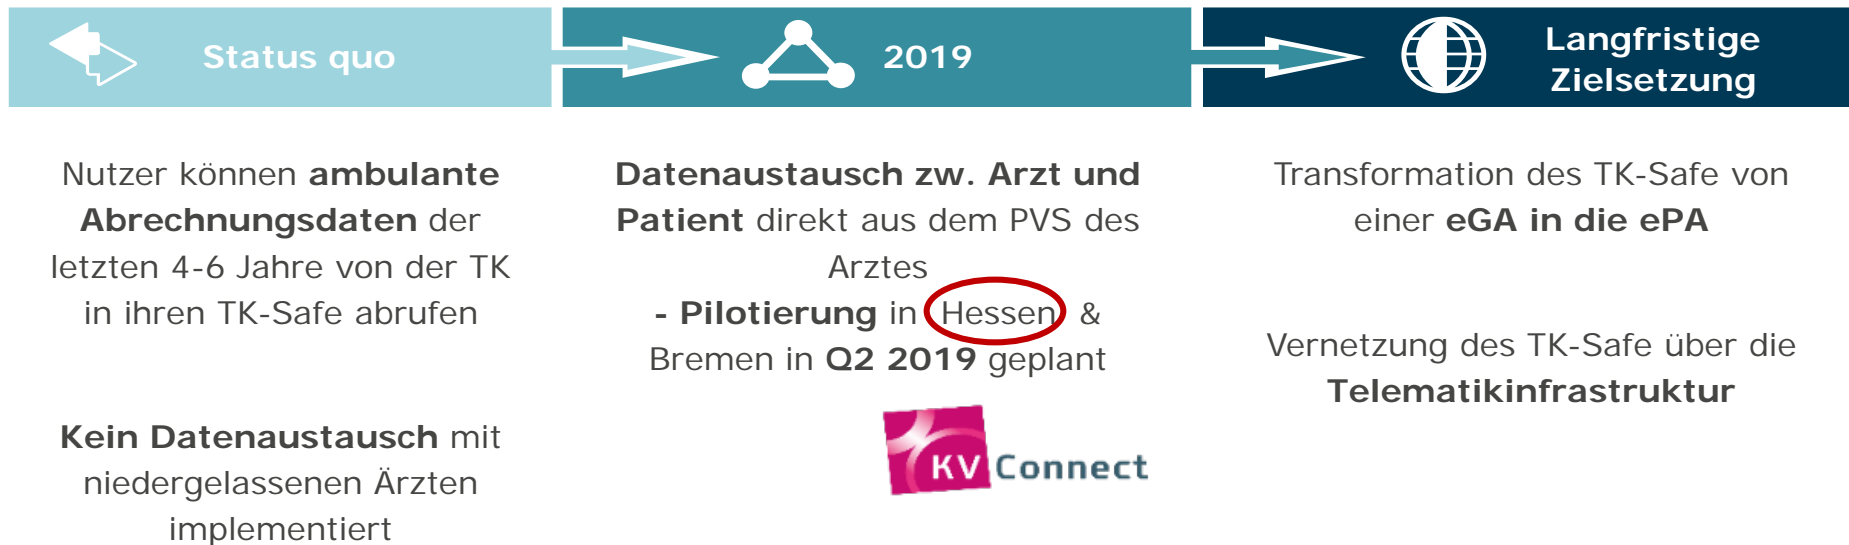 Status quo
Nutzer können ambulante
Abrechnungsdaten der
letzten 4-6 Jahre von der TK
in ihren TK-Safe abrufen
Kein Datenaustausch mit
niedergelassenen Ärzten
implementiert
2019
Datenaustausch zw. Arzt und
Patient direkt aus dem PVS des
Arztes
- Pilotierung in Hessen &
Bremen in Q2 2019 geplant
KV Connect
Langfristige
Zielsetzung
Transformation des TK-Safe von
einer eGA in die ePA
Vernetzung des TK-Safe über die
Telematikinfrastruktur